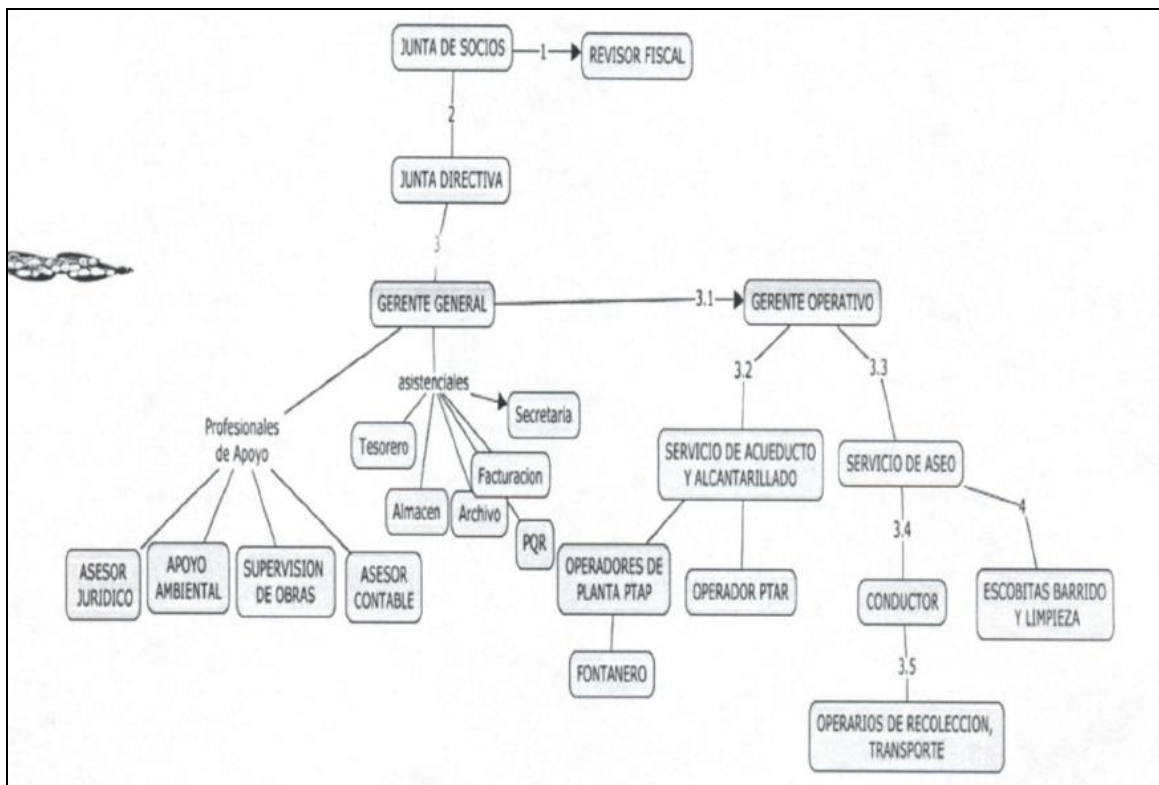 JUNTA DE SOCIOS
1
REVISOR FISCAL
2
JUNTA DIRECTIVA
3
GERENTE GENERAL
3.1
GERENTE OPERATIVO
3.2
3.3
asistenciales
Secretaria
Profesionales
de Apoyo
Tesorero
Facturacion
Almacen
Archivo
PQR
SERVICIO DE ACUEDUCTO
Y ALCANTARILLADO
SERVICIO DE ASEO
3.4
4
ASESOR
JURIDICO
APOYO
AMBIENTAL
SUPERVISION
DE OBRAS
ASESOR
CONTABLE
OPERADORES DE
PLANTA PTAP
OPERADOR PTAR
CONDUCTOR
ESCOBITAS BARRIDO
Y LIMPIEZA
FONTANERO
3.5
OPERARIOS DE RECOLECCION,
TRANSPORTE